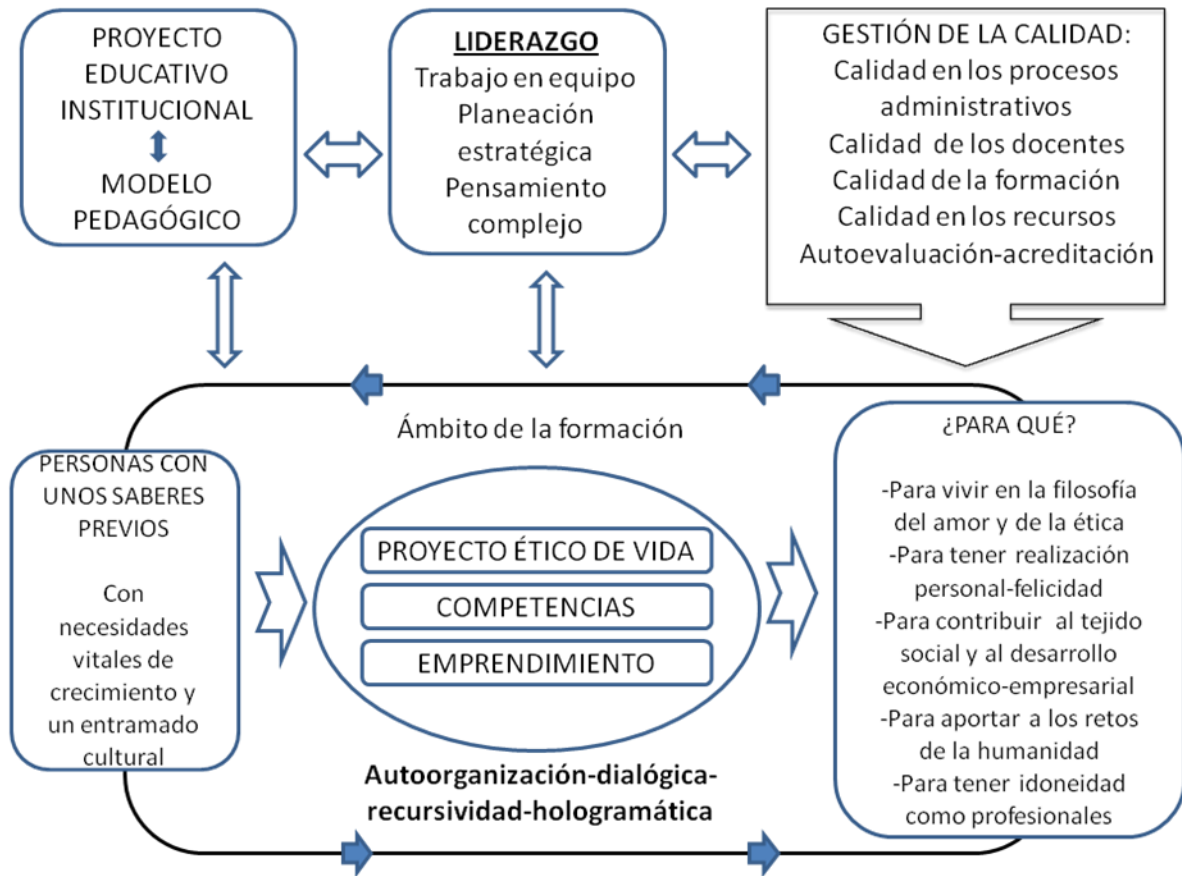 PROYECTO
EDUCATIVO
INSTITUCIONAL
MODELO
PEDAGÓGICO
LIDERAZGO
Trabajo en equipo
Planeación
estratégica
Pensamiento
complejo
GESTIÓN DE LA CALIDAD:
Calidad en los procesos
administrativos
Calidad de los docentes
Calidad de la formación
Calidad en los recursos
Autoevaluación-acreditación
Ámbito de la formación
PERSONAS CON
UNOS SABERES
PREVIOS
Con
necesidades
vitales de
crecimiento y
un entramado
cultural
PROYECTO ÉTICO DE VIDA
COMPETENCIAS
EMPRENDIMIENTO
Autoorganización-dialógica-
recursividad-hologramática
¿PARA QUÉ?
-Para vivir en la filosofía
del amor y de la ética
-Para tener realización
personal-felicidad
-Para contribuir al tejido
social y al desarrollo
económico-empresarial
-Para aportar a los retos
de la humanidad
-Para tener idoneidad
como profesionales